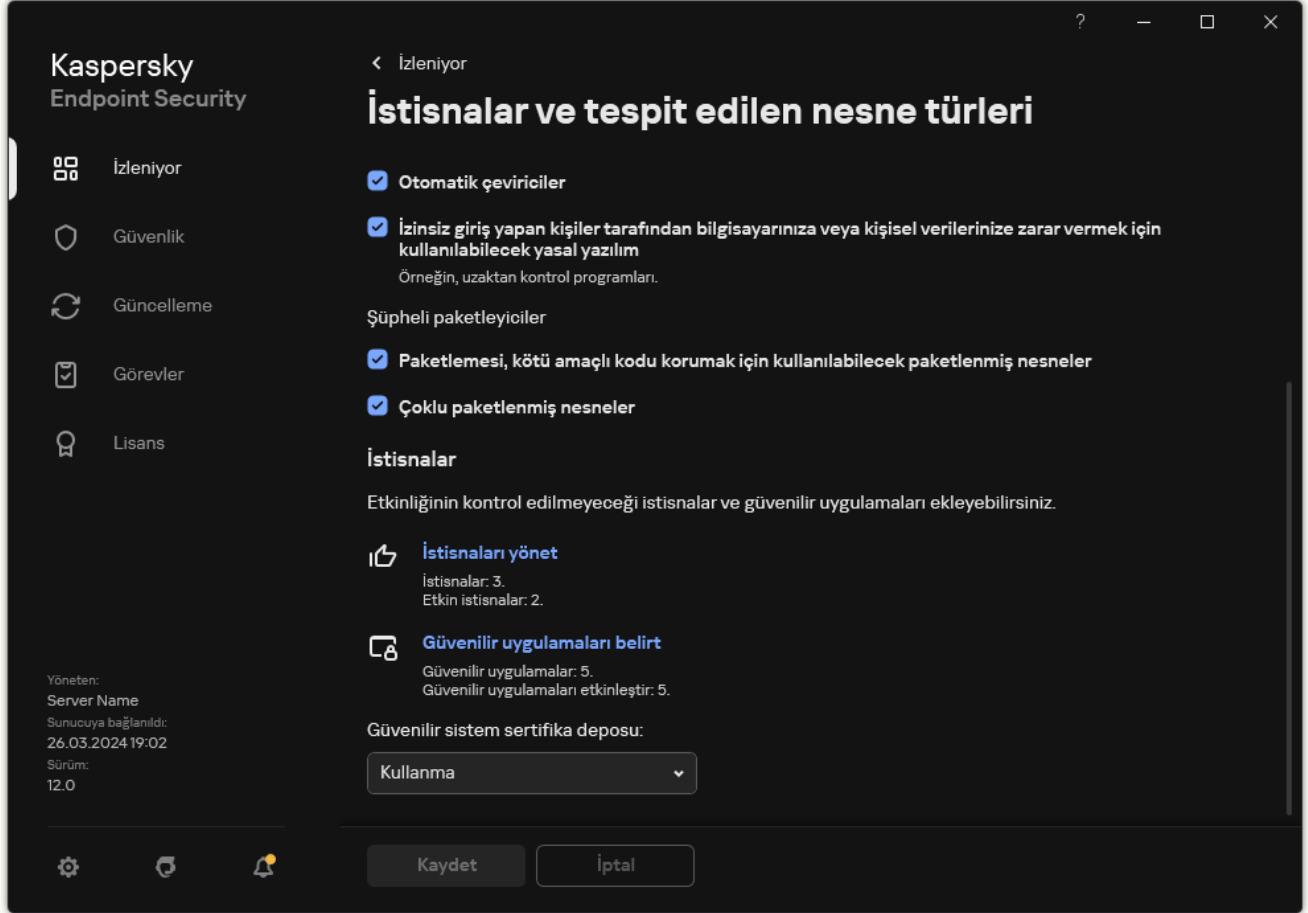 ?
Kaspersky
Endpoint Security
İzleniyor
Güvenlik
Güncelleme
Görevler
Lisans
Yöneten:
Server Name
Sunucuya bağlanıldı:
26.03.2024 19:02
Sürüm:
12.0
İzleniyor
İstisnalar ve tespit edilen nesne türleri
Otomatik çeviriciler
İzinsiz giriş yapan kişiler tarafından bilgisayarınıza veya kişisel verilerinize zarar vermek için
kullanılabilecek yasal yazılım
Örneğin, uzaktan kontrol programları.
Şüpheli paketleyiciler
Paketlemesi, kötü amaçlı kodu korumak için kullanılabilecek paketlenmiş nesneler
Çoklu paketlenmiş nesneler
İstisnalar
Etkinliğinin kontrol edilmeyeceği istisnalar ve güvenilir uygulamaları ekleyebilirsiniz.
İstisnaları yönet
İstisnalar: 3.
Etkin istisnalar: 2.
Güvenilir uygulamaları belirt
Güvenilir uygulamalar: 5.
Güvenilir uygulamaları etkinleştir: 5.
Güvenilir sistem sertifika deposu:
Kullanma
Kaydet
İptal